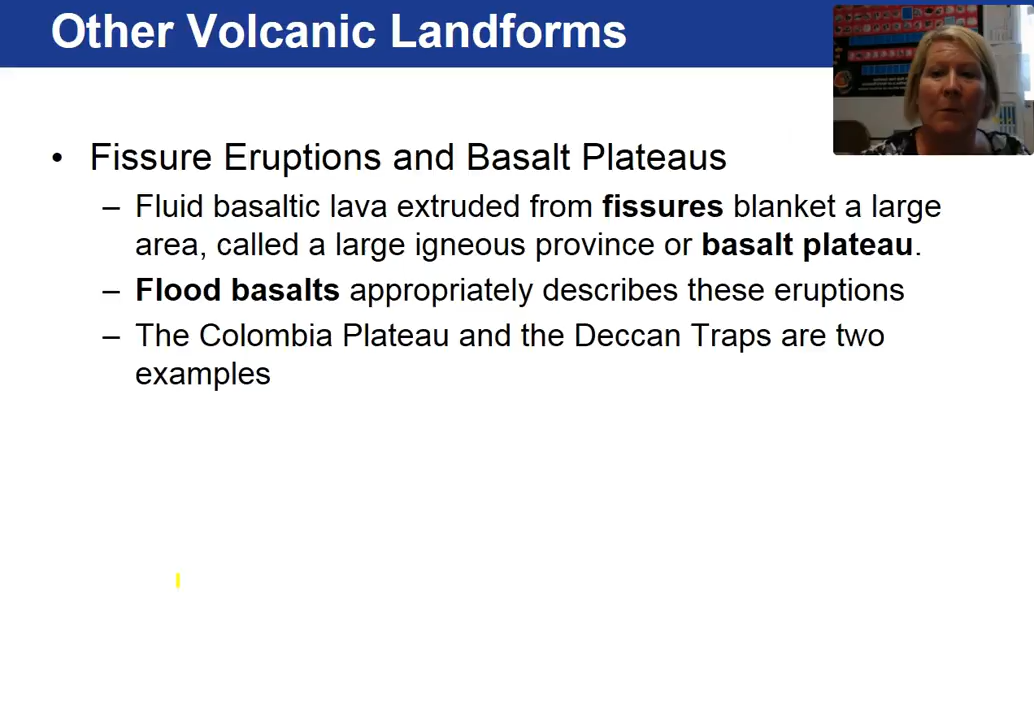 Other Volcanic Landforms
• Fissure Eruptions and Basalt Plateaus
– Fluid basaltic lava extruded from fissures blanket a large
area, called a large igneous province or basalt plateau.
– Flood basalts appropriately describes these eruptions
– The Colombia Plateau and the Deccan Traps are two
examples